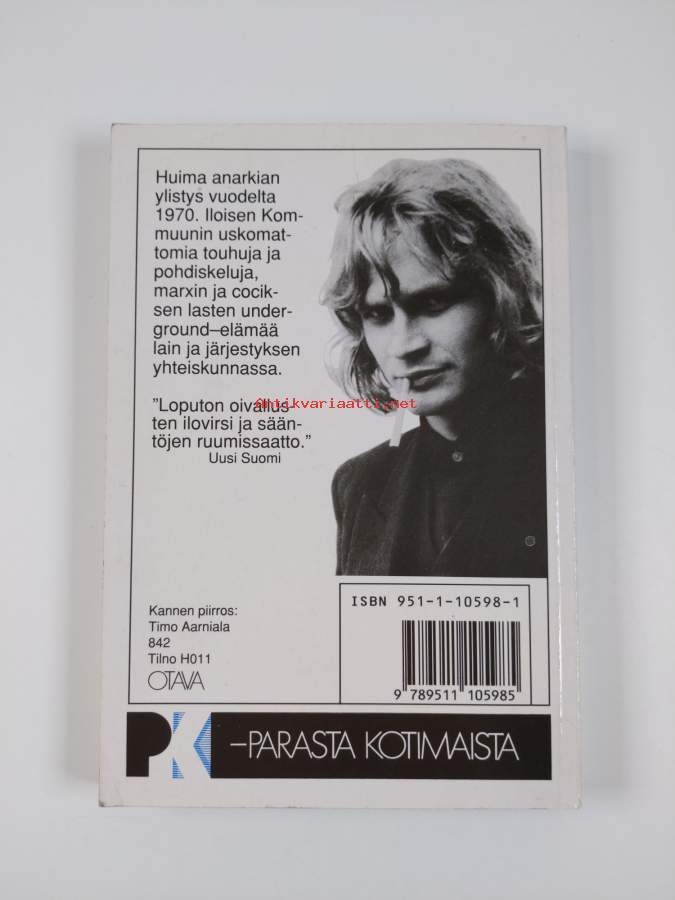 Huima anarkian
ylistys vuodelta
1970. Iloisen Kom-
muunin uskomat-
tomia touhuja ja
pohdiskeluja,
marxin ja cocik-
sen lasten under-
ground–elämää
lain ja järjestyksen
yhteiskunnassa.
"Loputon oivallus-
ten ilovirsi ja sään-
töjen ruumissaatto."
Uusi Suomi
Antikvariaatti.net
Kannen piirros:
Timo Aarniala
842
Tilno H011
OTAVA
ISBN 951-1-10598-1
9 789511 105985
PK –PARASTA KOTIMAISTA